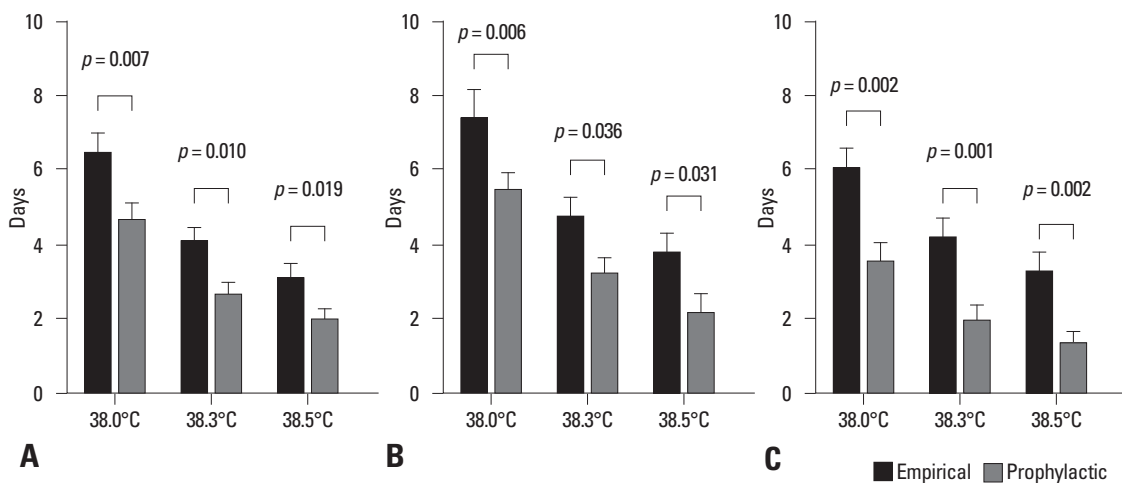 10
8
6
4
2
0
Days
p = 0.007
p = 0.010
p = 0.019
38.0°C
38.3°C
38.5°C
A
10
8
6
4
2
0
Days
p = 0.006
p = 0.036
p = 0.031
38.0°C
38.3°C
38.5°C
B
10
8
6
4
2
0
Days
p = 0.002
p = 0.001
p = 0.002
38.0°C
38.3°C
38.5°C
C
Empirical Prophylactic